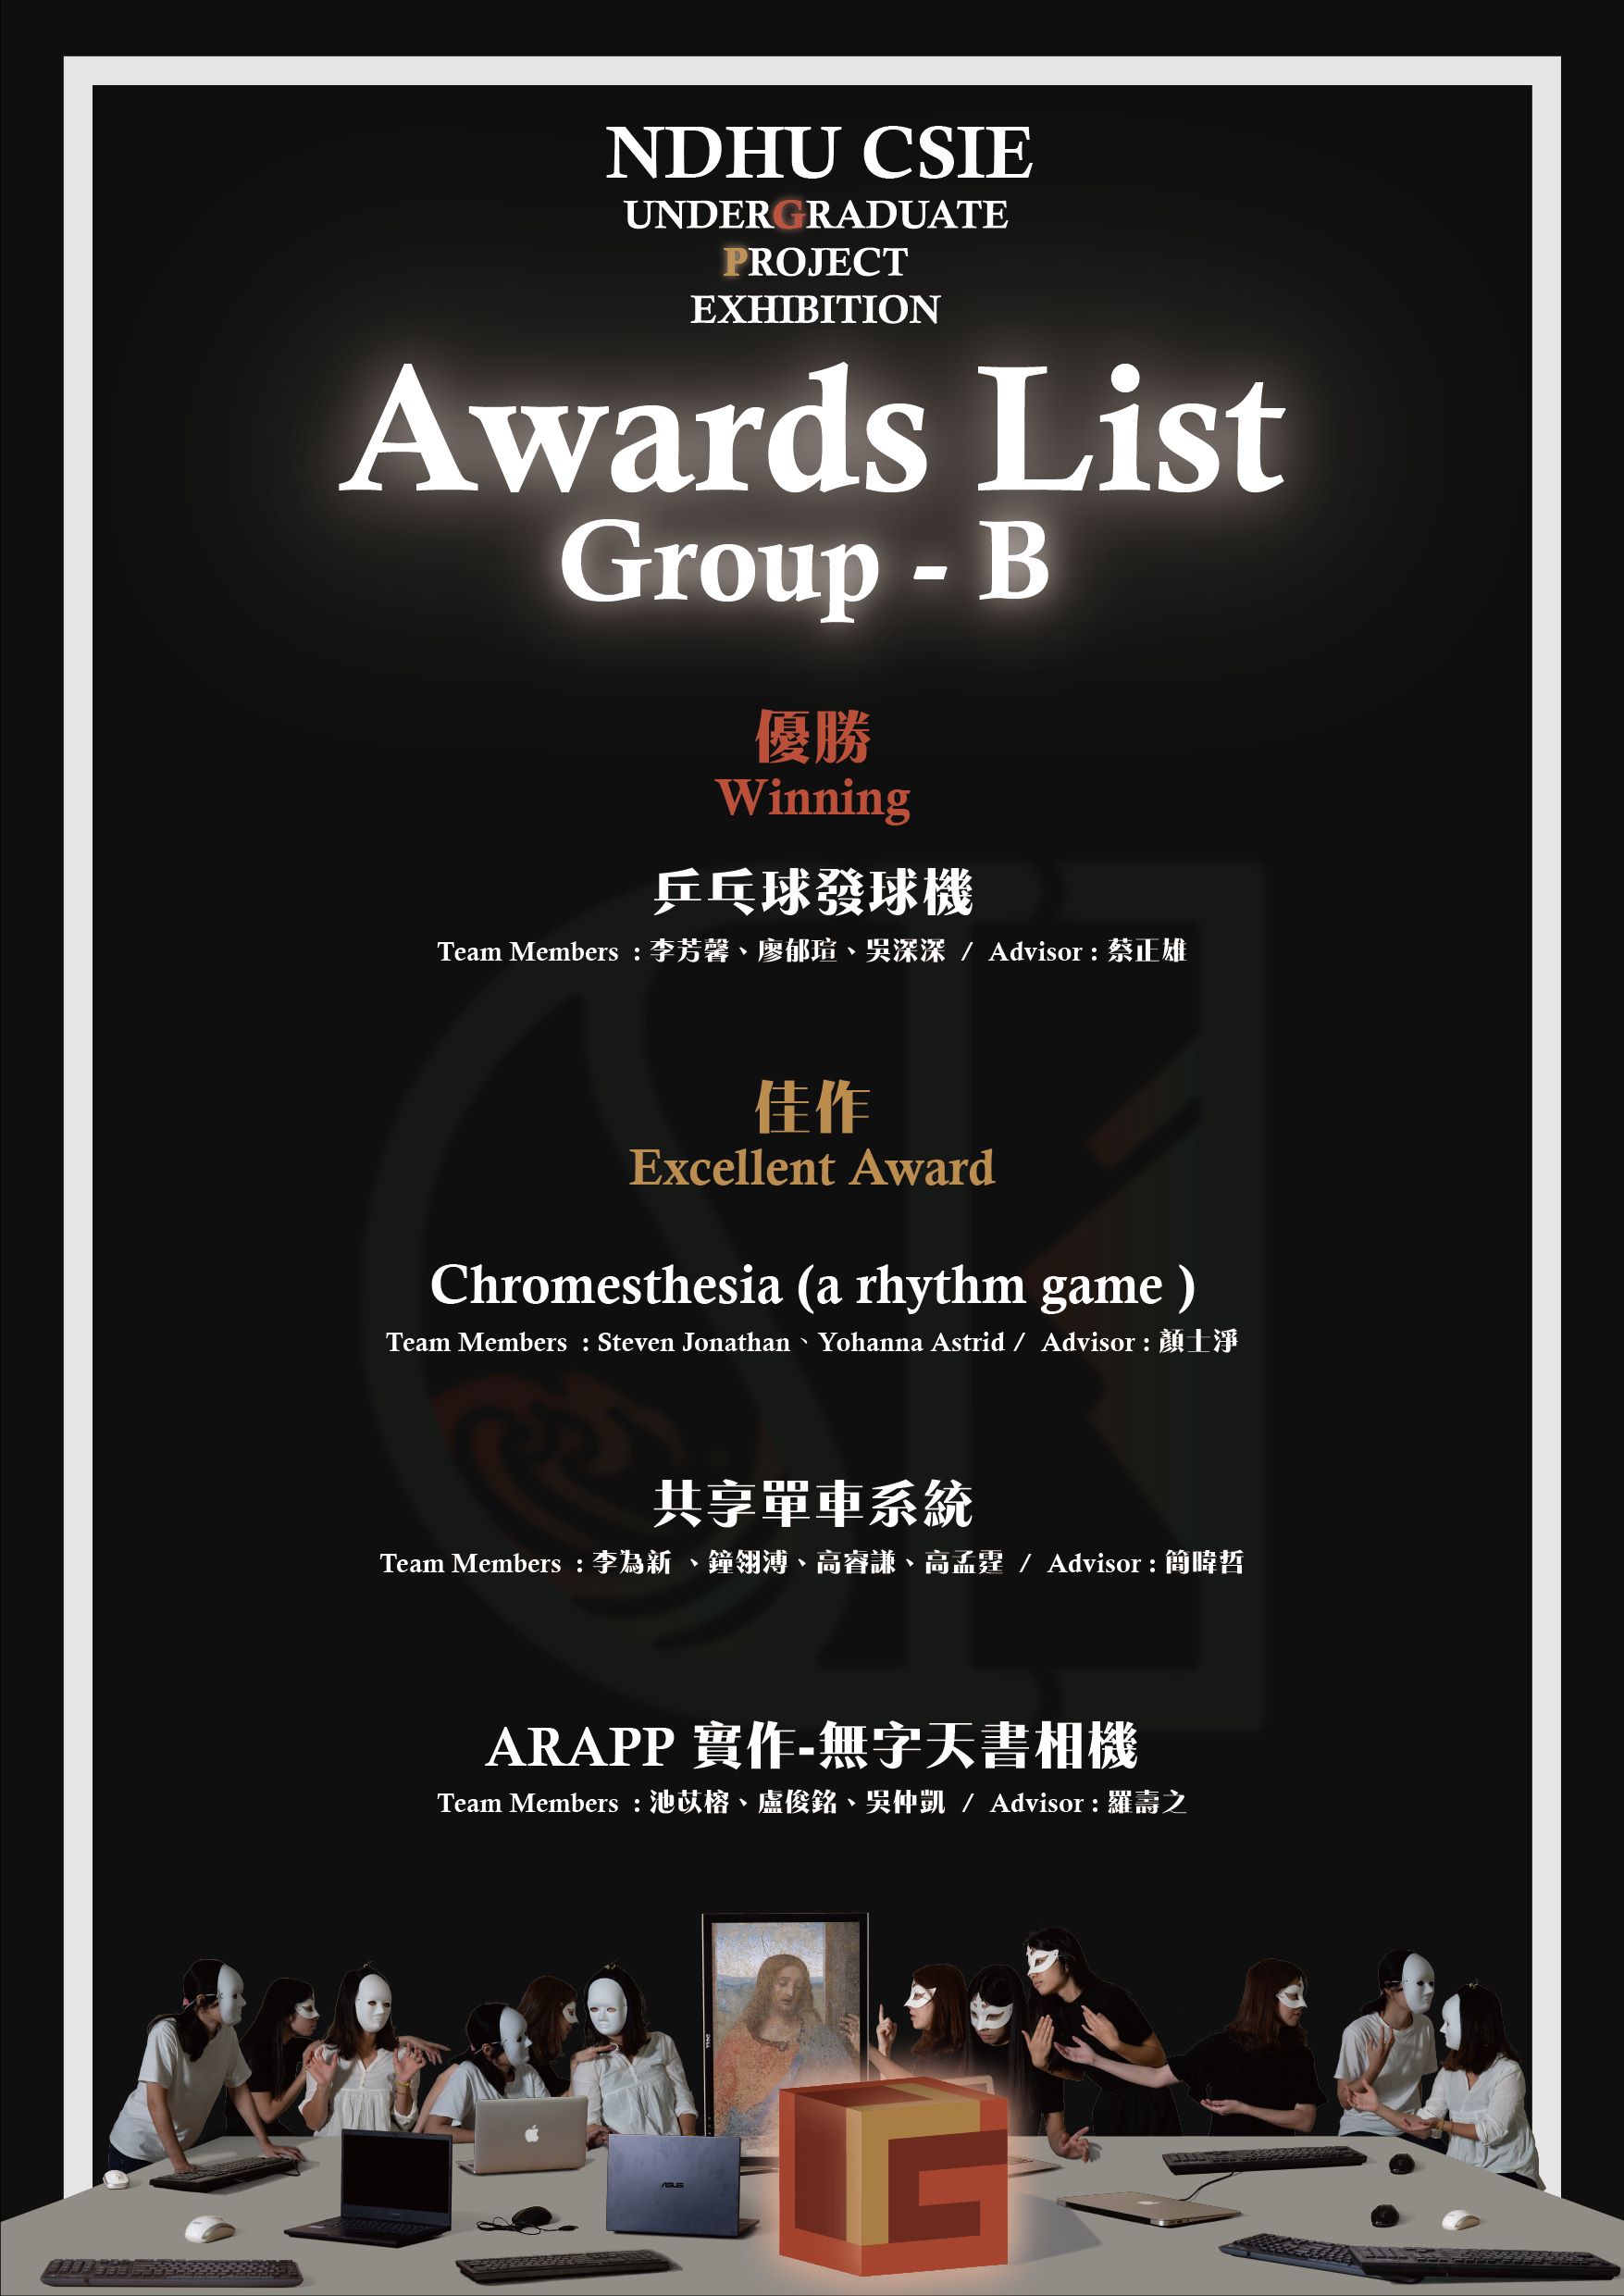 NDHU CSIE
UNDERGRADUATE
PROJECT
EXHIBITION
Awards List
Group - B
優勝
Winning
乒乓球發球機
Team Members : 李芳馨、廖郁瑄、吳深深 / Advisor : 蔡正雄
佳作
Excellent Award
Chromesthesia (a rhythm game )
Team Members : Steven Jonathan、Yohanna Astrid / Advisor : 顏士淨
共享單車系統
Team Members : 李為新 、鐘翎溥、高睿謙、高孟霆 / Advisor : 簡暐哲
ARAPP 實作-無字天書相機
Team Members : 池苡榕、盧俊銘、吳仲凱 / Advisor : 羅壽之
ASUS